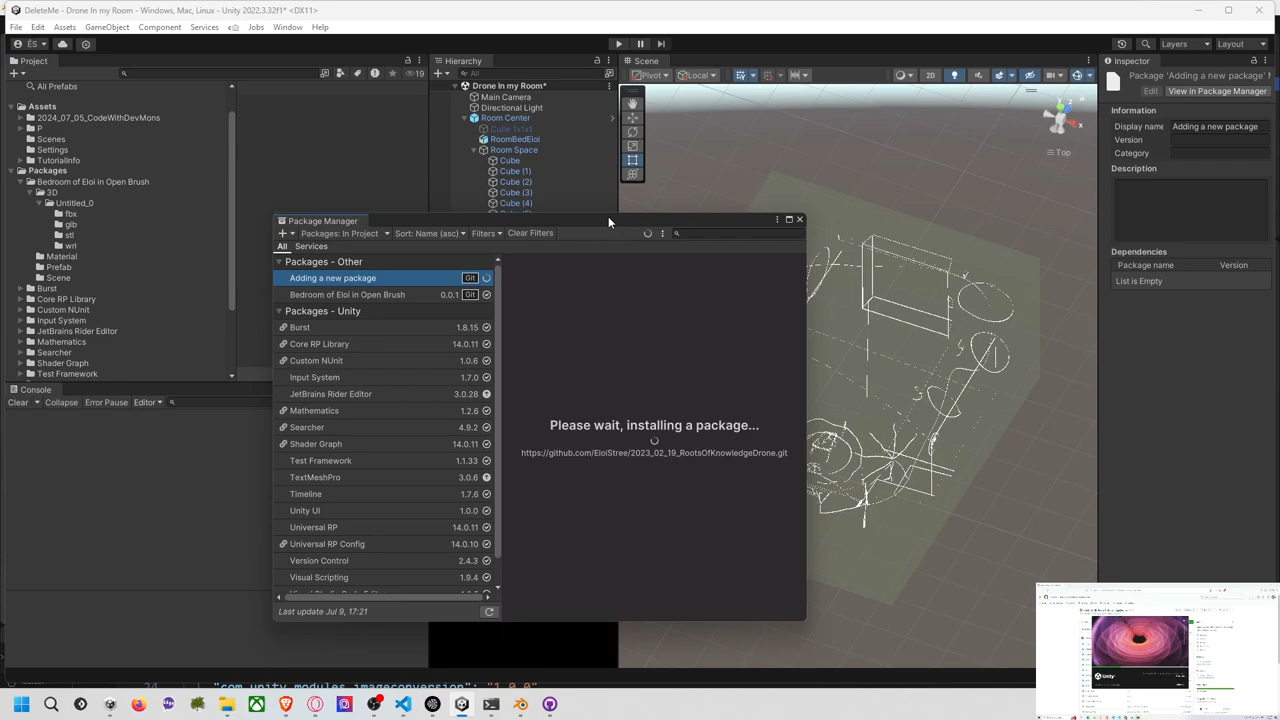 DeleteMe - Drone In my Room - Windows, Mac, Linux - Unity 2022.3.32f1* <DX11>
File Edit Assets GameObject Component Services Jobs Window Help
ÉS
Layers Layout
Project
19
All Prefabs
Assets
2024_07_05_CodeWithDevMons
P
Scenes
Settings
TutorialInfo
Packages
Bedroom of Eloi in Open Brush
3D
Untitled_0
fbx
glb
stl
wrl
Material
Prefab
Scene
Burst
Core RP Library
Custom NUnit
Input System
JetBrains Rider Editor
Mathematics
Searcher
Shader Graph
Test Framework
Console
Clear Collapse Error Pause Editor
Hierarchy
All
Drone In my Room*
Main Camera
Directional Light
Room Center
Cube 1x1x1
RoomBedEloi
Room Space
Cube
Cube (1)
Cube (2)
Cube (3)
Cube (4)
Scene
Pivot Local 2D
y
z
x
Top
Package Manager
Packages: In Project Sort: Name (asc) Filters Clear Filters
All Services
Packages - Other
Adding a new package Git
Bedroom of Eloi in Open Brush 0.0.1 Git
Packages - Unity
Burst 1.8.15
Core RP Library 14.0.11
Custom NUnit 1.0.6
Input System 1.7.0
JetBrains Rider Editor 3.0.28
Mathematics 1.2.6
Searcher 4.9.2
Shader Graph 14.0.11
Test Framework 1.1.33
TextMeshPro 3.0.6
Timeline 1.7.6
Unity UI 1.0.0
Universal RP 14.0.11
Universal RP Config 14.0.10
Version Control 2.4.3
Visual Scripting 1.9.4
Last update Jul 9, 17:21
Please wait, installing a package...
https://github.com/EloiStree/2023_02_19_RootsOfKnowledgeDrone.git
Inspector
Package 'Adding a new package'
Edit View in Package Manager
Information
Display name Adding a new package
Version
Category
Description
Dependencies
Package name Version
List is Empty
Unity